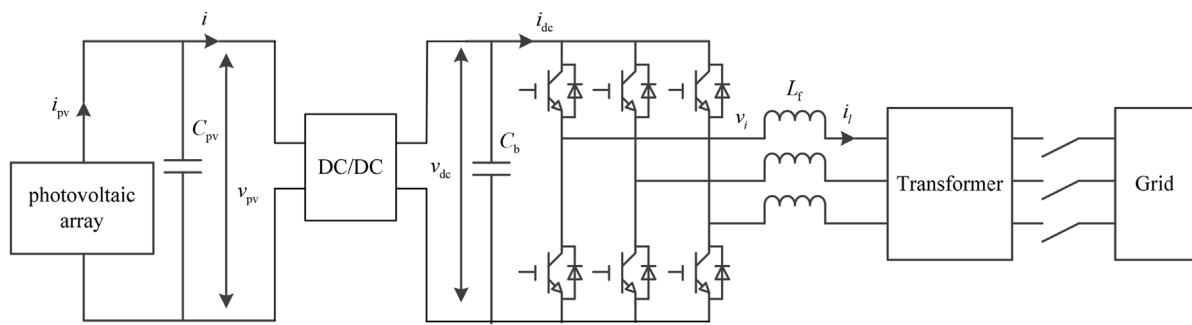 i
i_dc
i_pv
C_pv
v_pv
photovoltaic
array
DC/DC
v_dc
C_b
v_i
L_f
i_l
Transformer
Grid